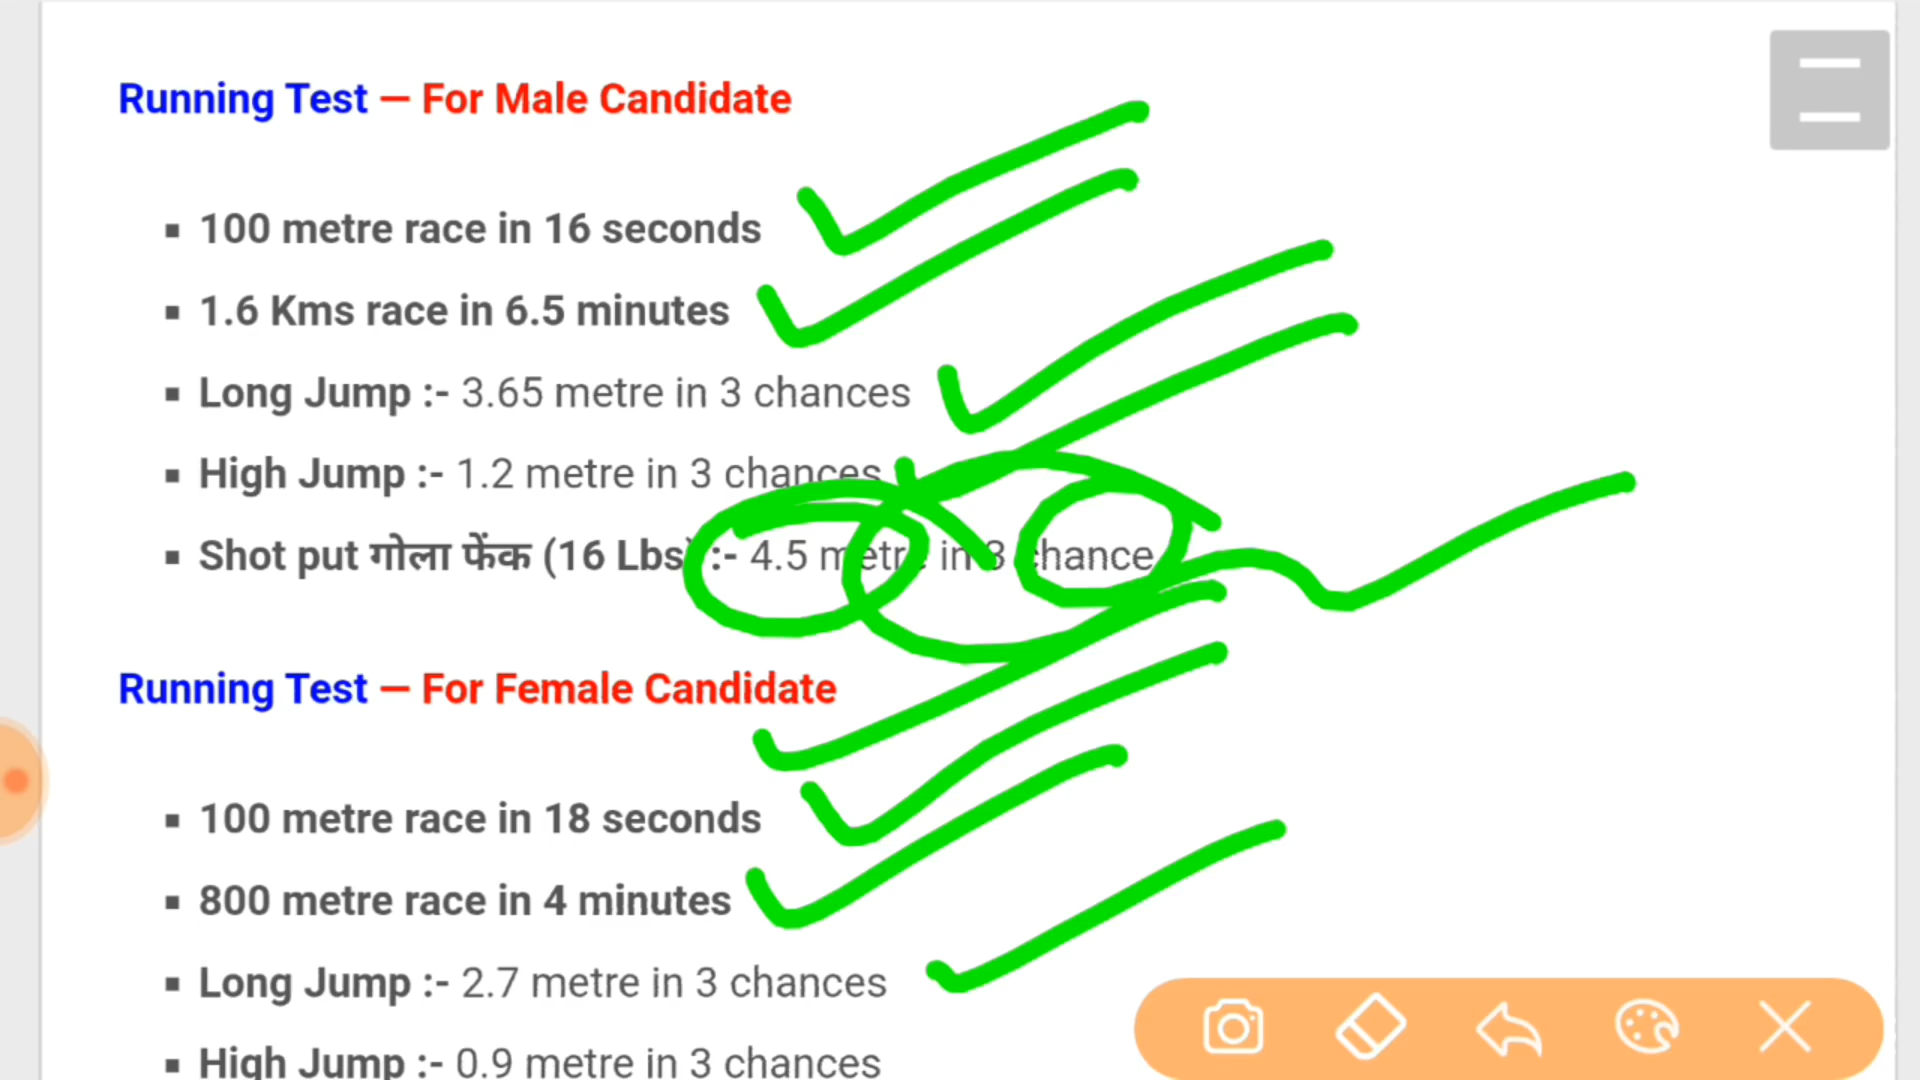 Running Test — For Male Candidate
100 metre race in 16 seconds
1.6 Kms race in 6.5 minutes
Long Jump :- 3.65 metre in 3 chances
High Jump :- 1.2 metre in 3 chances
Shot put गोला फेंक (16 Lbs) :- 4.5 metre in 3 chance
Running Test — For Female Candidate
100 metre race in 18 seconds
800 metre race in 4 minutes
Long Jump :- 2.7 metre in 3 chances
High Jump :- 0.9 metre in 3 chances